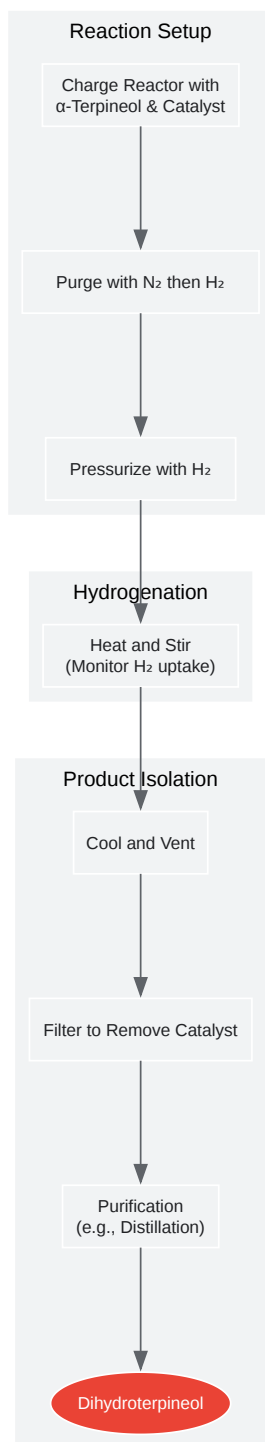 Reaction Setup
Charge Reactor with
α-Terpineol & Catalyst
Purge with N₂ then H₂
Pressurize with H₂
Hydrogenation
Heat and Stir
(Monitor H₂ uptake)
Product Isolation
Cool and Vent
Filter to Remove Catalyst
Purification
(e.g., Distillation)
Dihydroterpineol